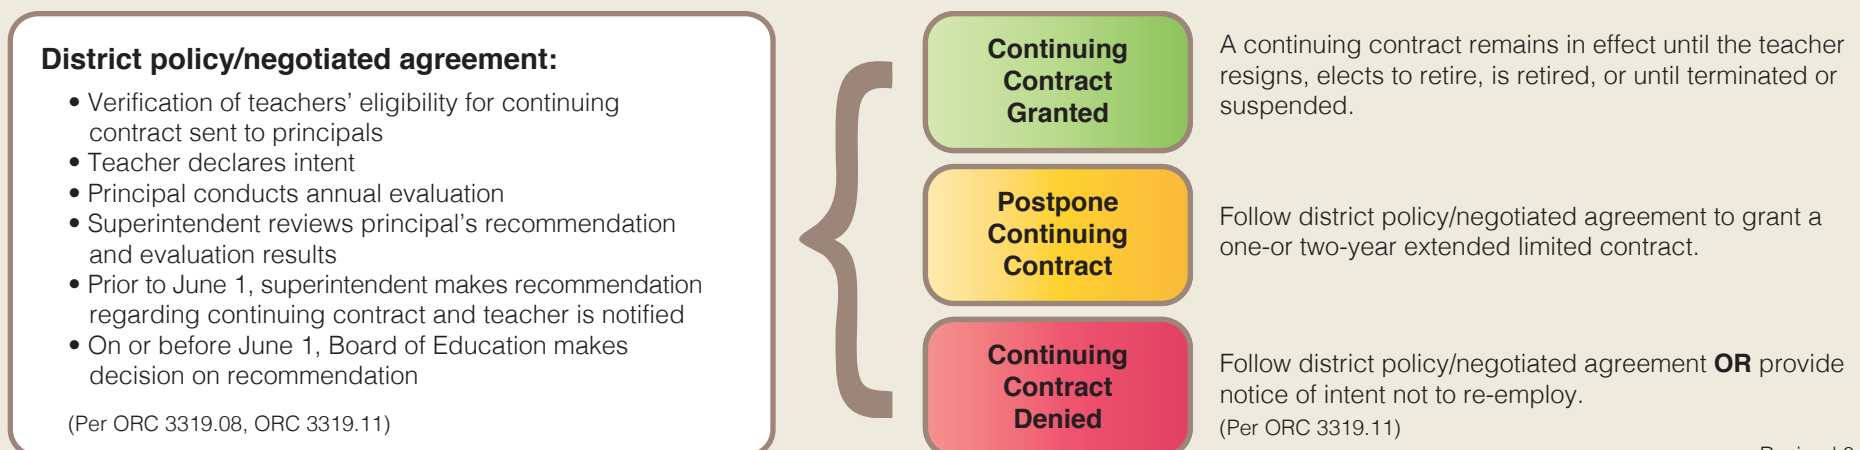 District policy/negotiated agreement:
• Verification of teachers' eligibility for continuing
contract sent to principals
• Teacher declares intent
• Principal conducts annual evaluation
• Superintendent reviews principal's recommendation
and evaluation results
• Prior to June 1, superintendent makes recommendation
regarding continuing contract and teacher is notified
• On or before June 1, Board of Education makes
decision on recommendation
(Per ORC 3319.08, ORC 3319.11)
Continuing
Contract
Granted
A continuing contract remains in effect until the teacher
resigns, elects to retire, is retired, or until terminated or
suspended.
Postpone
Continuing
Contract
Follow district policy/negotiated agreement to grant a
one-or two-year extended limited contract.
Continuing
Contract
Denied
Follow district policy/negotiated agreement OR provide
notice of intent not to re-employ.
(Per ORC 3319.11)